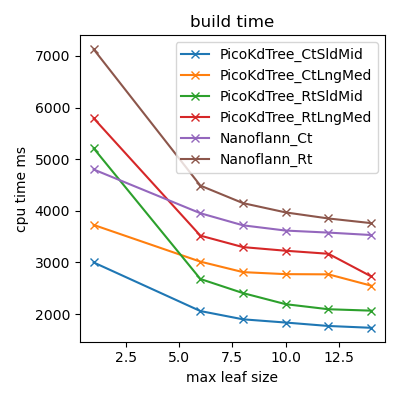 build time
PicoKdTree_CtSldMid
PicoKdTree_CtLngMed
PicoKdTree_RtSldMid
PicoKdTree_RtLngMed
Nanoflann_Ct
Nanoflann_Rt
cpu time ms
7000
6000
5000
4000
3000
2000
2.5 5.0 7.5 10.0 12.5
max leaf size